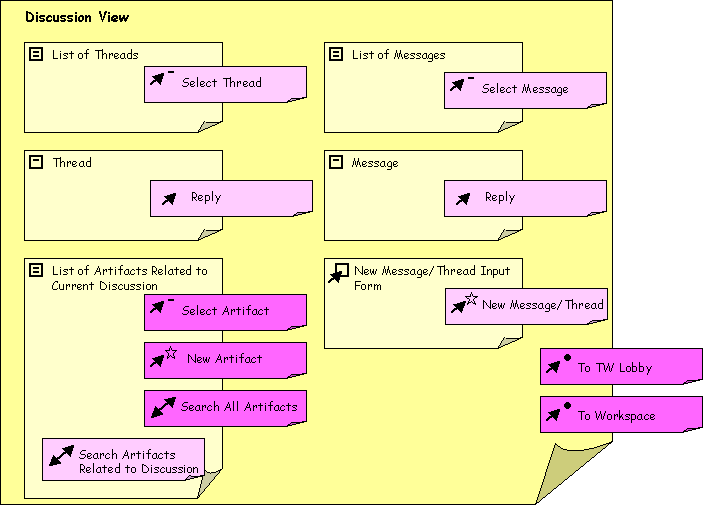 Discussion View
List of Threads
Select Thread
List of Messages
Select Message
Thread
Reply
Message
Reply
List of Artifacts Related to
Current Discussion
Select Artifact
New Artifact
Search All Artifacts
Search Artifacts
Related to Discussion
New Message/Thread Input
Form
New Message/Thread
To TW Lobby
To Workspace